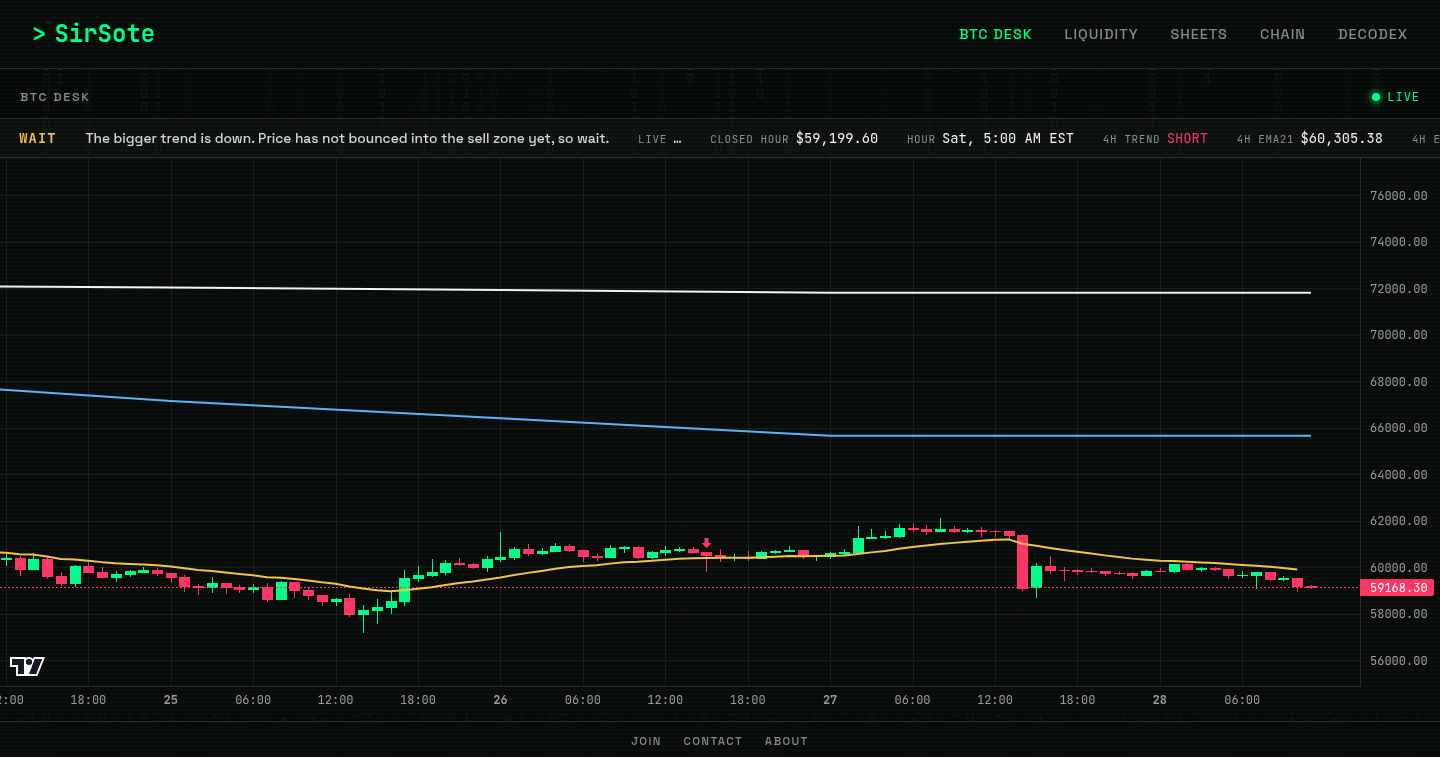 > SirSote
BTC DESK LIQUIDITY SHEETS CHAIN DECODEX
BTC DESK
LIVE
WAIT The bigger trend is down. Price has not bounced into the sell zone yet, so wait. LIVE … CLOSED HOUR $59,199.60 HOUR Sat, 5:00 AM EST 4H TREND SHORT 4H EMA21 $60,305.38 4H E
76000.00
74000.00
72000.00
70000.00
68000.00
66000.00
64000.00
62000.00
60000.00
59168.30
58000.00
56000.00
2:00 18:00 25 06:00 12:00 18:00 26 06:00 12:00 18:00 27 06:00 12:00 18:00 28 06:00
JOIN CONTACT ABOUT